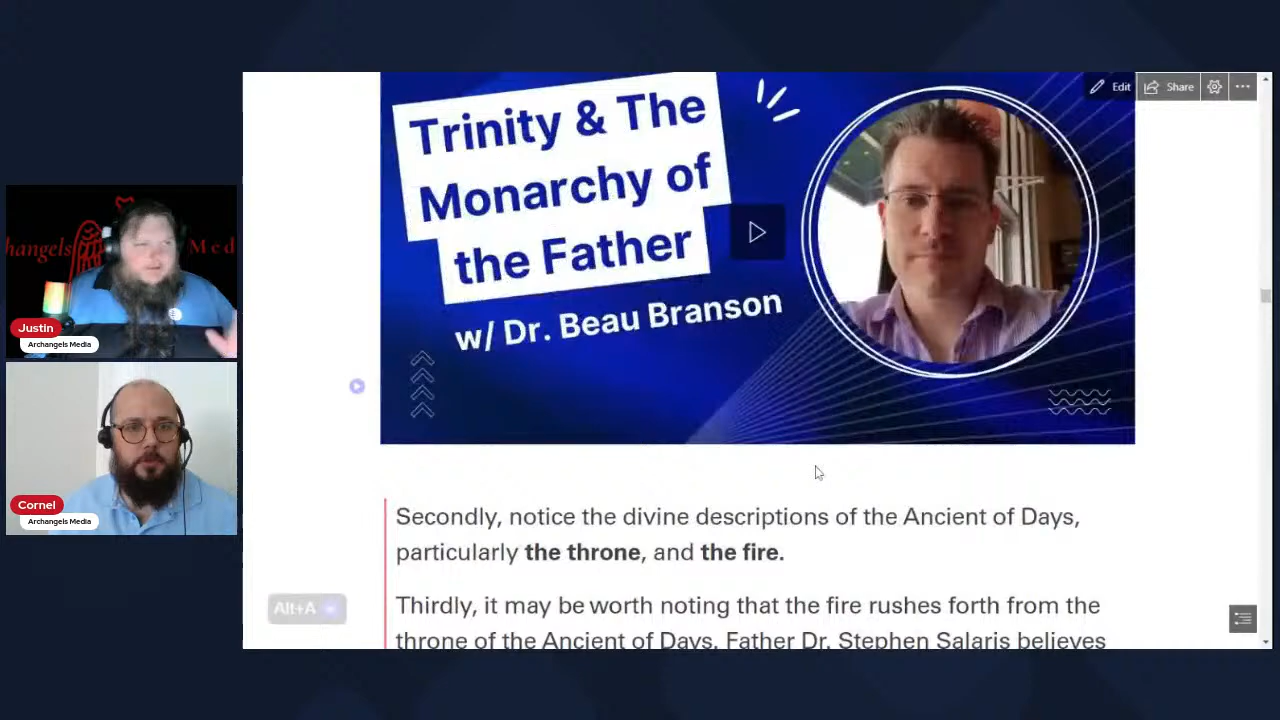 Trinity & The
Monarchy of
the Father
w/ Dr. Beau Branson
Edit
Share
hangels
Med
Justin
Archangels Media
Cornel
Archangels Media
Secondly, notice the divine descriptions of the Ancient of Days,
particularly the throne, and the fire.
Alt+A
Thirdly, it may be worth noting that the fire rushes forth from the
throne of the Ancient of Days. Father Dr. Stephen Salaris believes